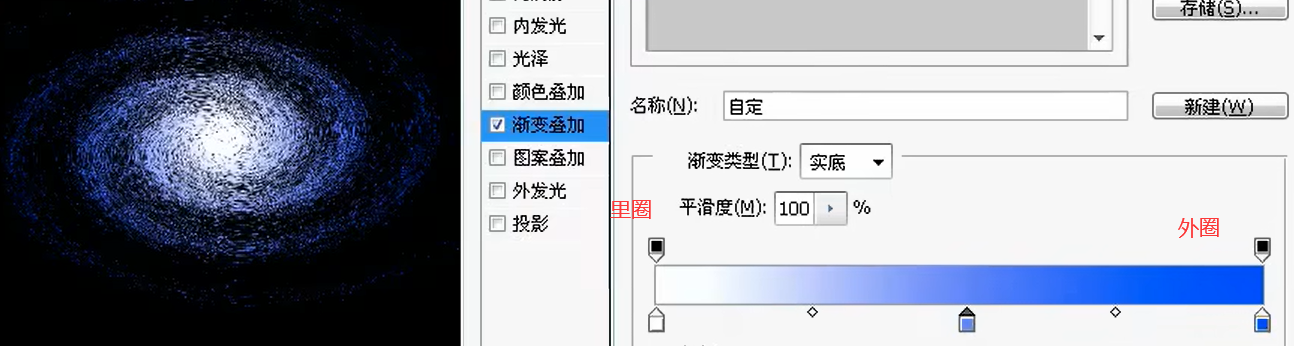 存储(S)...
内发光
光泽
颜色叠加
名称(N):
自定
新建(W)
渐变叠加
渐变类型(T):
实底
图案叠加
外发光
里圈
平滑度(M):
100
%
投影
外圈